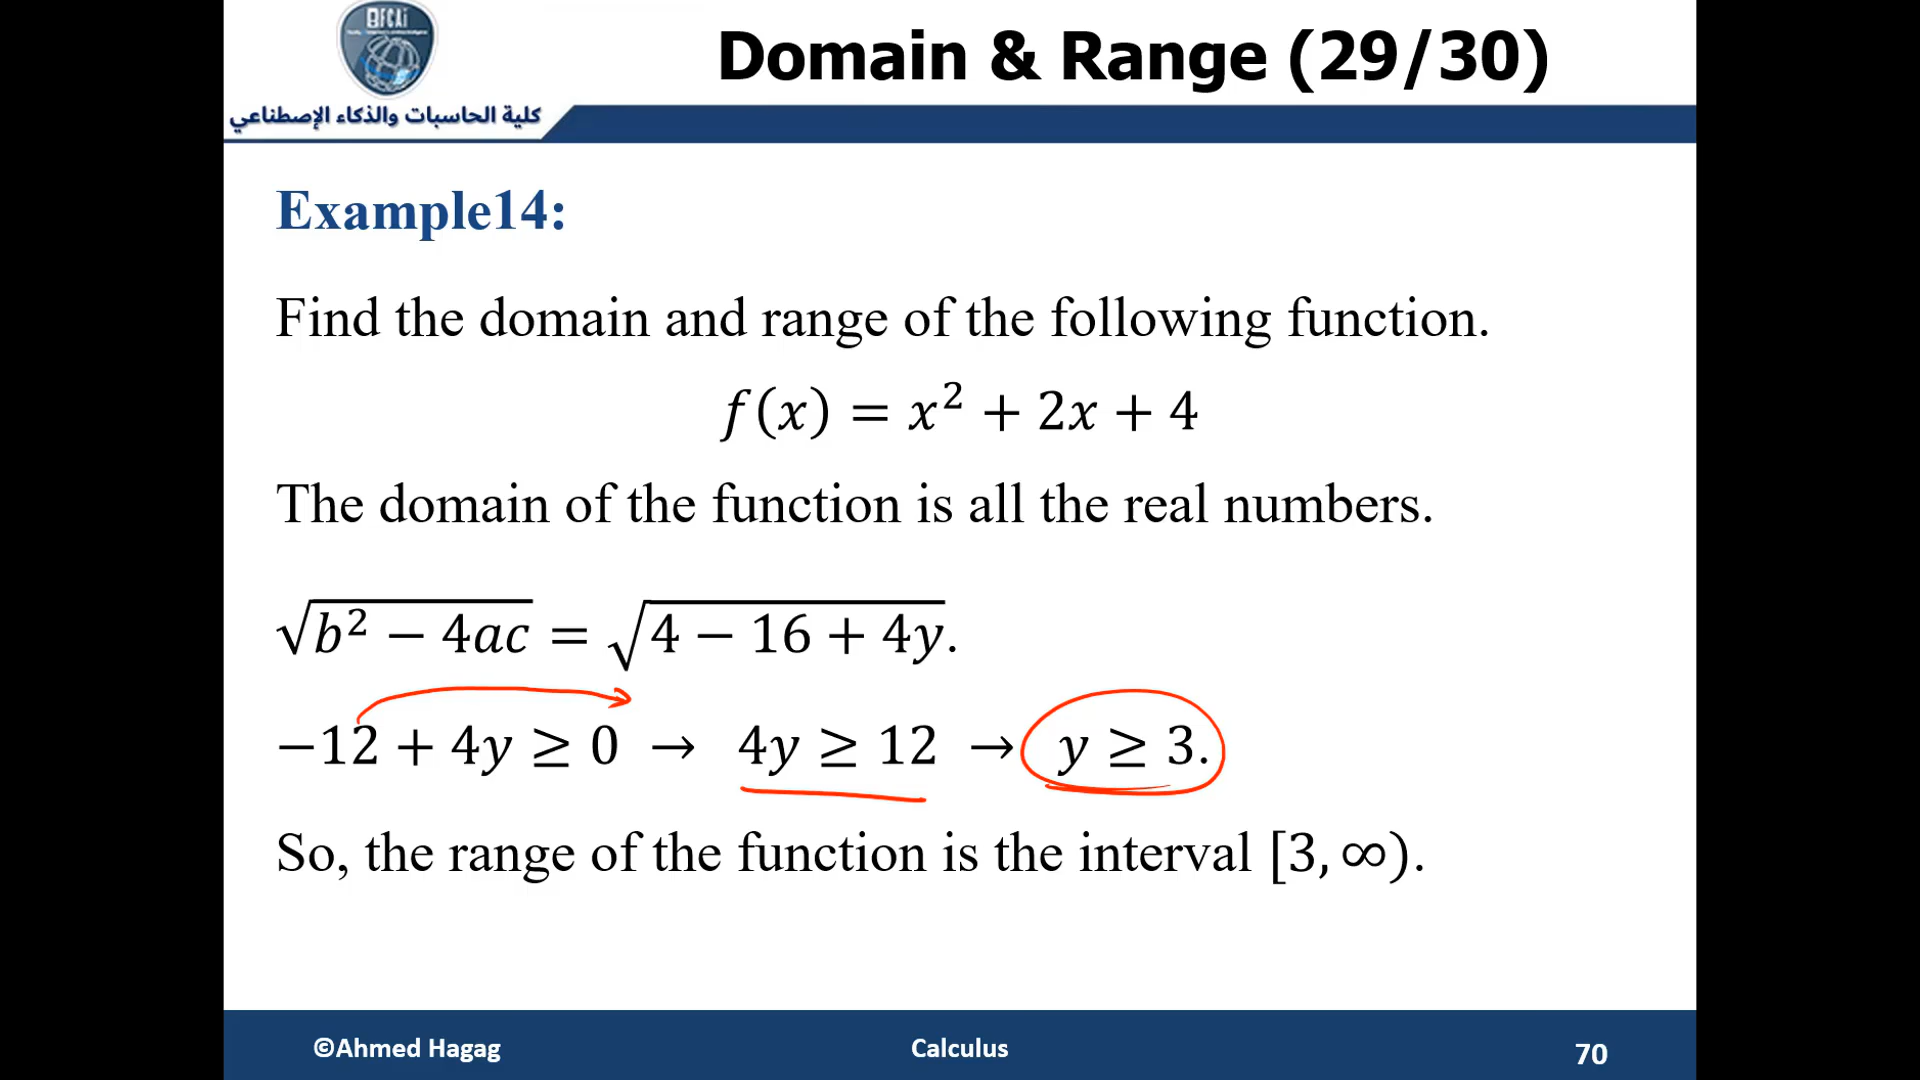 FCAi
Domain & Range (29/30)
كلية الحاسبات والذكاء الإصطناعي
Example14:
Find the domain and range of the following function.
f(x) = x² + 2x + 4
The domain of the function is all the real numbers.
√(b² − 4ac) = √(4 − 16 + 4y).
−12 + 4y ≥ 0 → 4y ≥ 12 → y ≥ 3.
So, the range of the function is the interval [3, ∞).
©Ahmed Hagag
Calculus
70